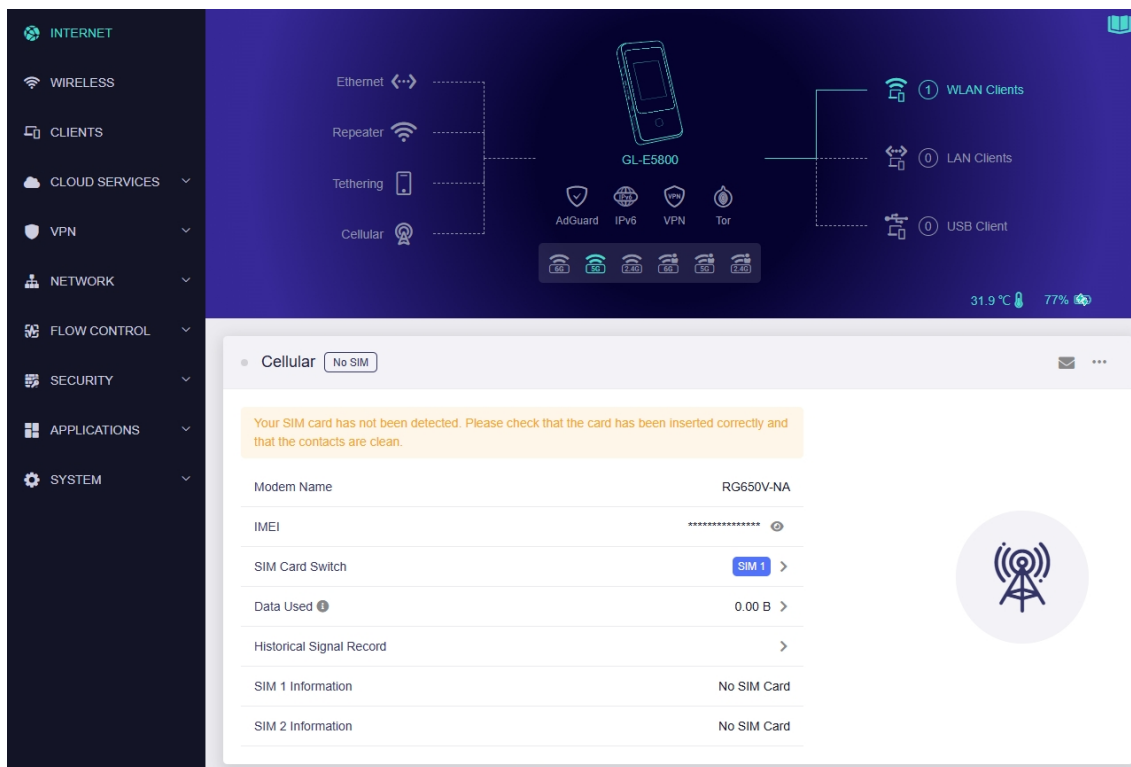 INTERNET
WIRELESS
CLIENTS
CLOUD SERVICES
VPN
NETWORK
FLOW CONTROL
SECURITY
APPLICATIONS
SYSTEM
Ethernet
Repeater
Tethering
Cellular
GL-E5800
AdGuard IPv6 VPN Tor
6G 5G 2.4G 6G 5G 2.4G
1 WLAN Clients
0 LAN Clients
0 USB Client
31.9 °C 77%
Cellular No SIM
Your SIM card has not been detected. Please check that the card has been inserted correctly and
that the contacts are clean.
Modem Name RG650V-NA
IMEI ***************
SIM Card Switch SIM 1
Data Used 0.00 B
Historical Signal Record
SIM 1 Information No SIM Card
SIM 2 Information No SIM Card